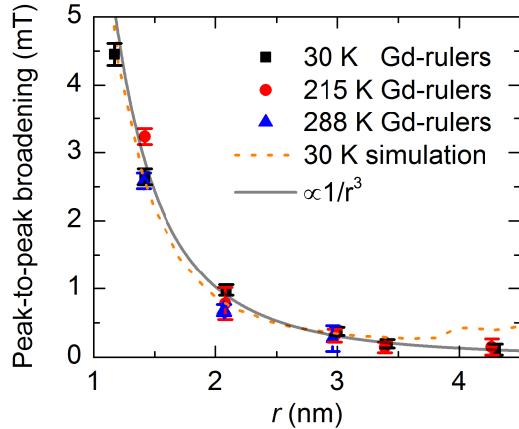 Peak-to-peak broadening (mT)
5
4
3
2
1
0
30 K Gd-rulers
215 K Gd-rulers
288 K Gd-rulers
30 K simulation
∝1/r³
1 2 3 4
r (nm)